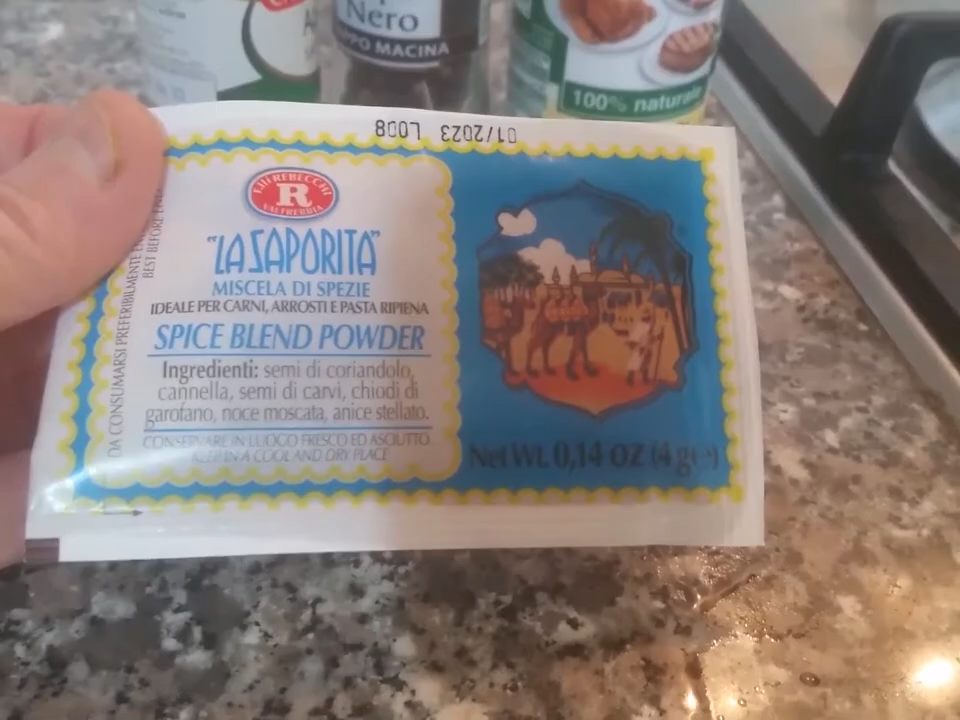 Nero
PPO MACINA
100% naturale
01/2023 L008
F.lli REBECCHI
R
VALTREBBIA
"LA SAPORITA"
MISCELA DI SPEZIE
IDEALE PER CARNI, ARROSTI E PASTA RIPIENA
SPICE BLEND POWDER
Ingredienti: semi di coriandolo,
cannella, semi di carvi, chiodi di
garofano, noce moscata, anice stellato.
CONSERVARE IN LUOGO FRESCO ED ASCIUTTO
KEEP IN A COOL AND DRY PLACE
DA CONSUMARSI PREFERIBILMENTE
BEST BEFORE
Net Wt. 0,14 OZ (4 g e)